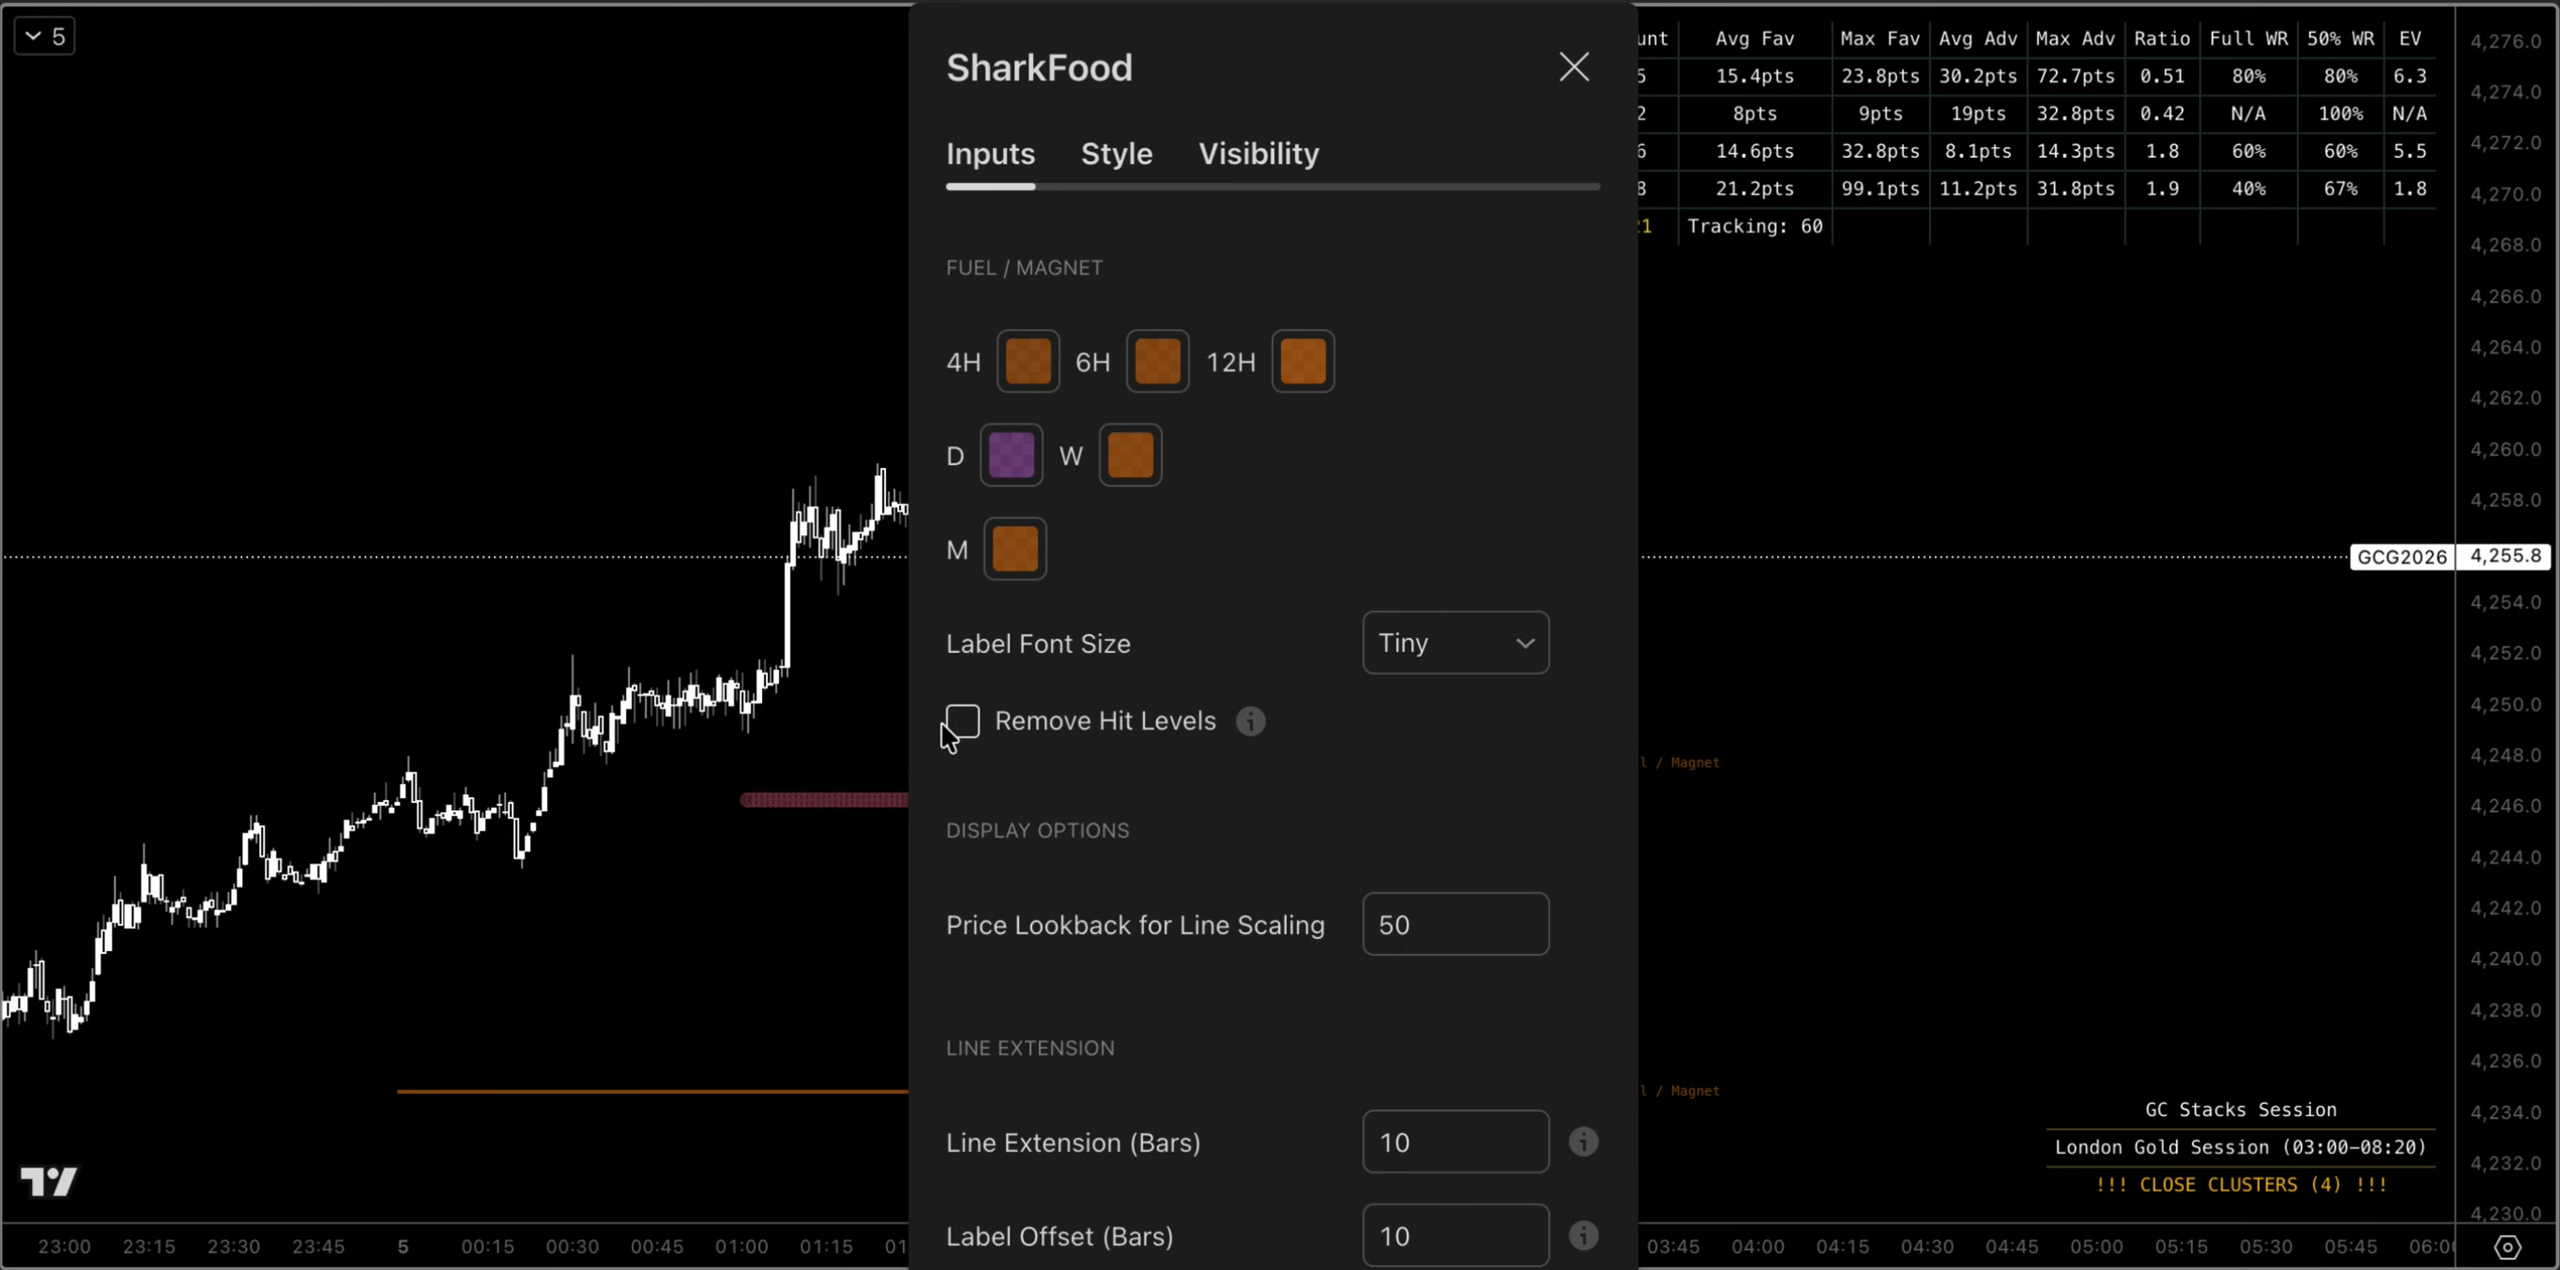 5
SharkFood
Inputs Style Visibility
FUEL / MAGNET
4H 6H 12H
D W
M
Label Font Size Tiny
Remove Hit Levels
DISPLAY OPTIONS
Price Lookback for Line Scaling 50
LINE EXTENSION
Line Extension (Bars) 10
Label Offset (Bars) 10
unt Avg Fav Max Fav Avg Adv Max Adv Ratio Full WR 50% WR EV
5 15.4pts 23.8pts 30.2pts 72.7pts 0.51 80% 80% 6.3
2 8pts 9pts 19pts 32.8pts 0.42 N/A 100% N/A
6 14.6pts 32.8pts 8.1pts 14.3pts 1.8 60% 60% 5.5
8 21.2pts 99.1pts 11.2pts 31.8pts 1.9 40% 67% 1.8
21 Tracking: 60
l / Magnet
l / Magnet
GC Stacks Session
London Gold Session (03:00–08:20)
!!! CLOSE CLUSTERS (4) !!!
4,276.0
4,274.0
4,272.0
4,270.0
4,268.0
4,266.0
4,264.0
4,262.0
4,260.0
4,258.0
GCG2026 4,255.8
4,254.0
4,252.0
4,250.0
4,248.0
4,246.0
4,244.0
4,242.0
4,240.0
4,238.0
4,236.0
4,234.0
4,232.0
4,230.0
23:00 23:15 23:30 23:45 5 00:15 00:30 00:45 01:00 01:15 01 03:45 04:00 04:15 04:30 04:45 05:00 05:15 05:30 05:45 06:0